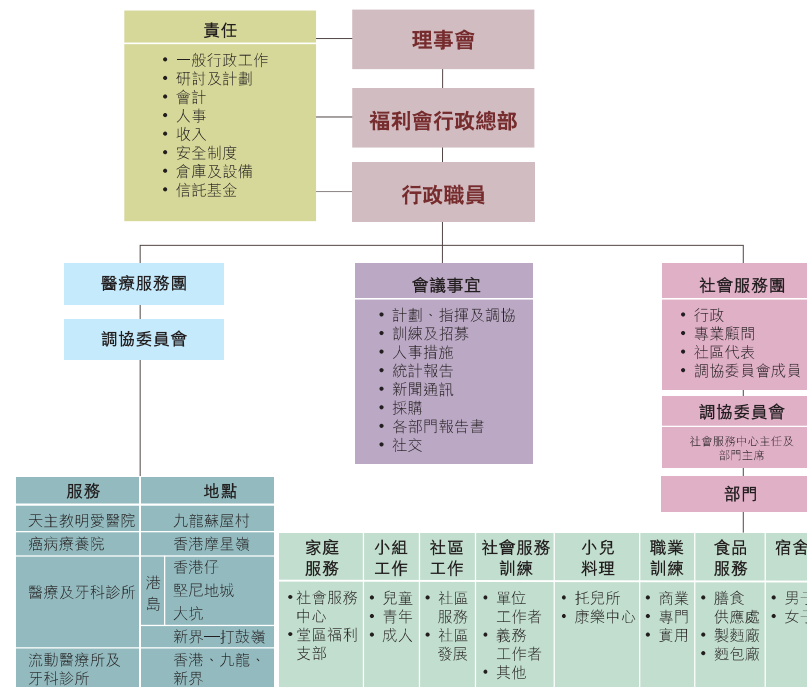 責任
• 一般行政工作
• 研討及計劃
• 會計
• 人事
• 收入
• 安全制度
• 倉庫及設備
• 信託基金
理事會
福利會行政總部
行政職員
醫療服務團
調協委員會
會議事宜
• 計劃、指揮及調協
• 訓練及招募
• 人事措施
• 統計報告
• 新聞通訊
• 採購
• 各部門報告書
• 社交
社會服務團
• 行政
• 專業顧問
• 社區代表
• 調協委員會成員
調協委員會
社會服務中心主任及
部門主席
部門
服務 地點
天主教明愛醫院 九龍蘇屋村
癌病療養院 香港摩星嶺
醫療及牙科診所
港島
香港仔
堅尼地城
大坑
新界—打鼓嶺
流動醫療所及
牙科診所
香港、九龍、
新界
家庭
服務
• 社會服務
中心
• 堂區福利
支部
小組
工作
• 兒童
• 青年
• 成人
社區
工作
• 社區
服務
• 社區
發展
社會服務
訓練
• 單位
工作者
• 義務
工作者
• 其他
小兒
料理
• 托兒所
• 康樂中心
職業
訓練
• 商業
• 專門
• 實用
食品
服務
• 膳食
供應處
• 製麵廠
• 麵包廠
宿舍
• 男子
• 女子